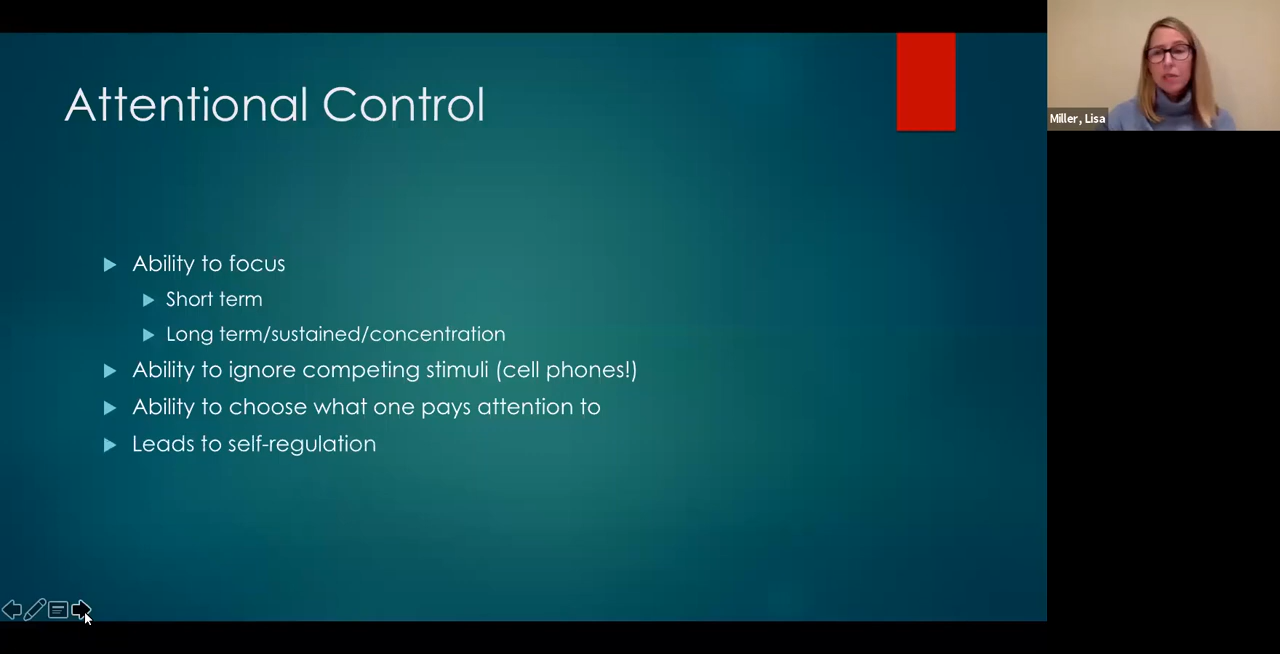 Attentional Control
Ability to focus
Short term
Long term/sustained/concentration
Ability to ignore competing stimuli (cell phones!)
Ability to choose what one pays attention to
Leads to self-regulation
Miller, Lisa